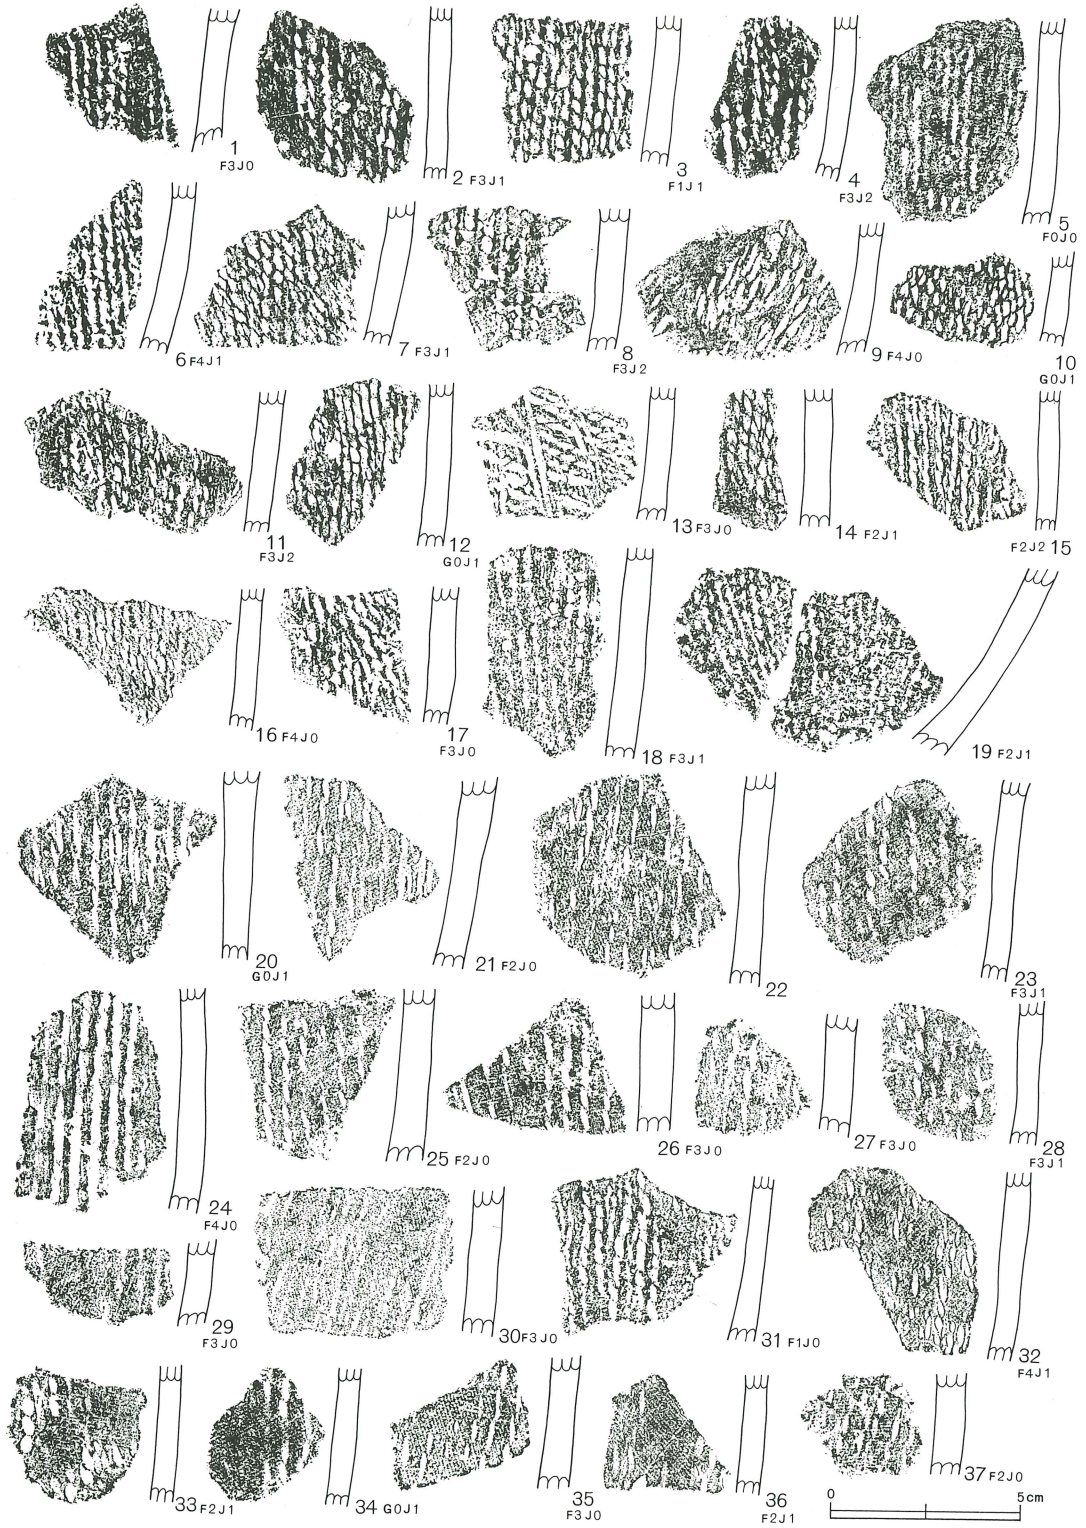 1
F3J0
2 F3J1
3
F1J1
4
F3J2
5
F0J0
6 F4J1
7 F3J1
8
F3J2
9 F4J0
10
G0J1
11
F3J2
12
G0J1
13 F3J0
14 F2J1
F2J2 15
16 F4J0
17
F3J0
18 F3J1
19 F2J1
20
G0J1
21 F2J0
22
23
F3J1
24
F4J0
25 F2J0
26 F3J0
27 F3J0
28
F3J1
29
F3J0
30 F3J0
31 F1J0
32
F4J1
33 F2J1
34 G0J1
35
F3J0
36
F2J1
37 F2J0
0 5cm